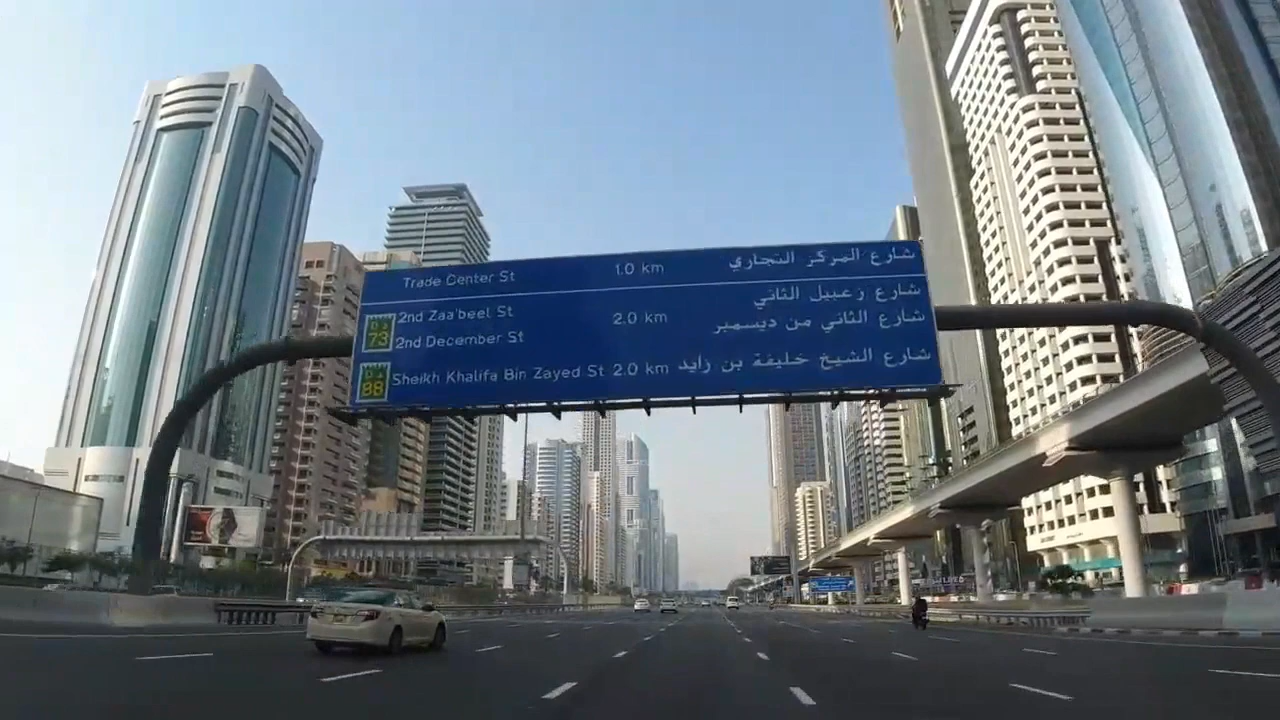 Trade Center St 1.0 km شارع المركز التجاري
2nd Zaa'beel St شارع زعبيل الثاني
د D 73 2.0 km
2nd December St شارع الثاني من ديسمبر
د D 88 Sheikh Khalifa Bin Zayed St 2.0 km شارع الشيخ خليفة بن زايد